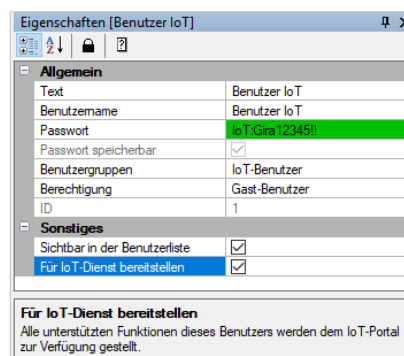 Eigenschaften [Benutzer IoT]
Allgemein
Text Benutzer IoT
Benutzername Benutzer IoT
Passwort IoT:Gira12345!!
Passwort speicherbar
Benutzergruppen IoT-Benutzer
Berechtigung Gast-Benutzer
ID 1
Sonstiges
Sichtbar in der Benutzerliste
Für IoT-Dienst bereitstellen
Für IoT-Dienst bereitstellen
Alle unterstützten Funktionen dieses Benutzers werden dem IoT-Portal
zur Verfügung gestellt.